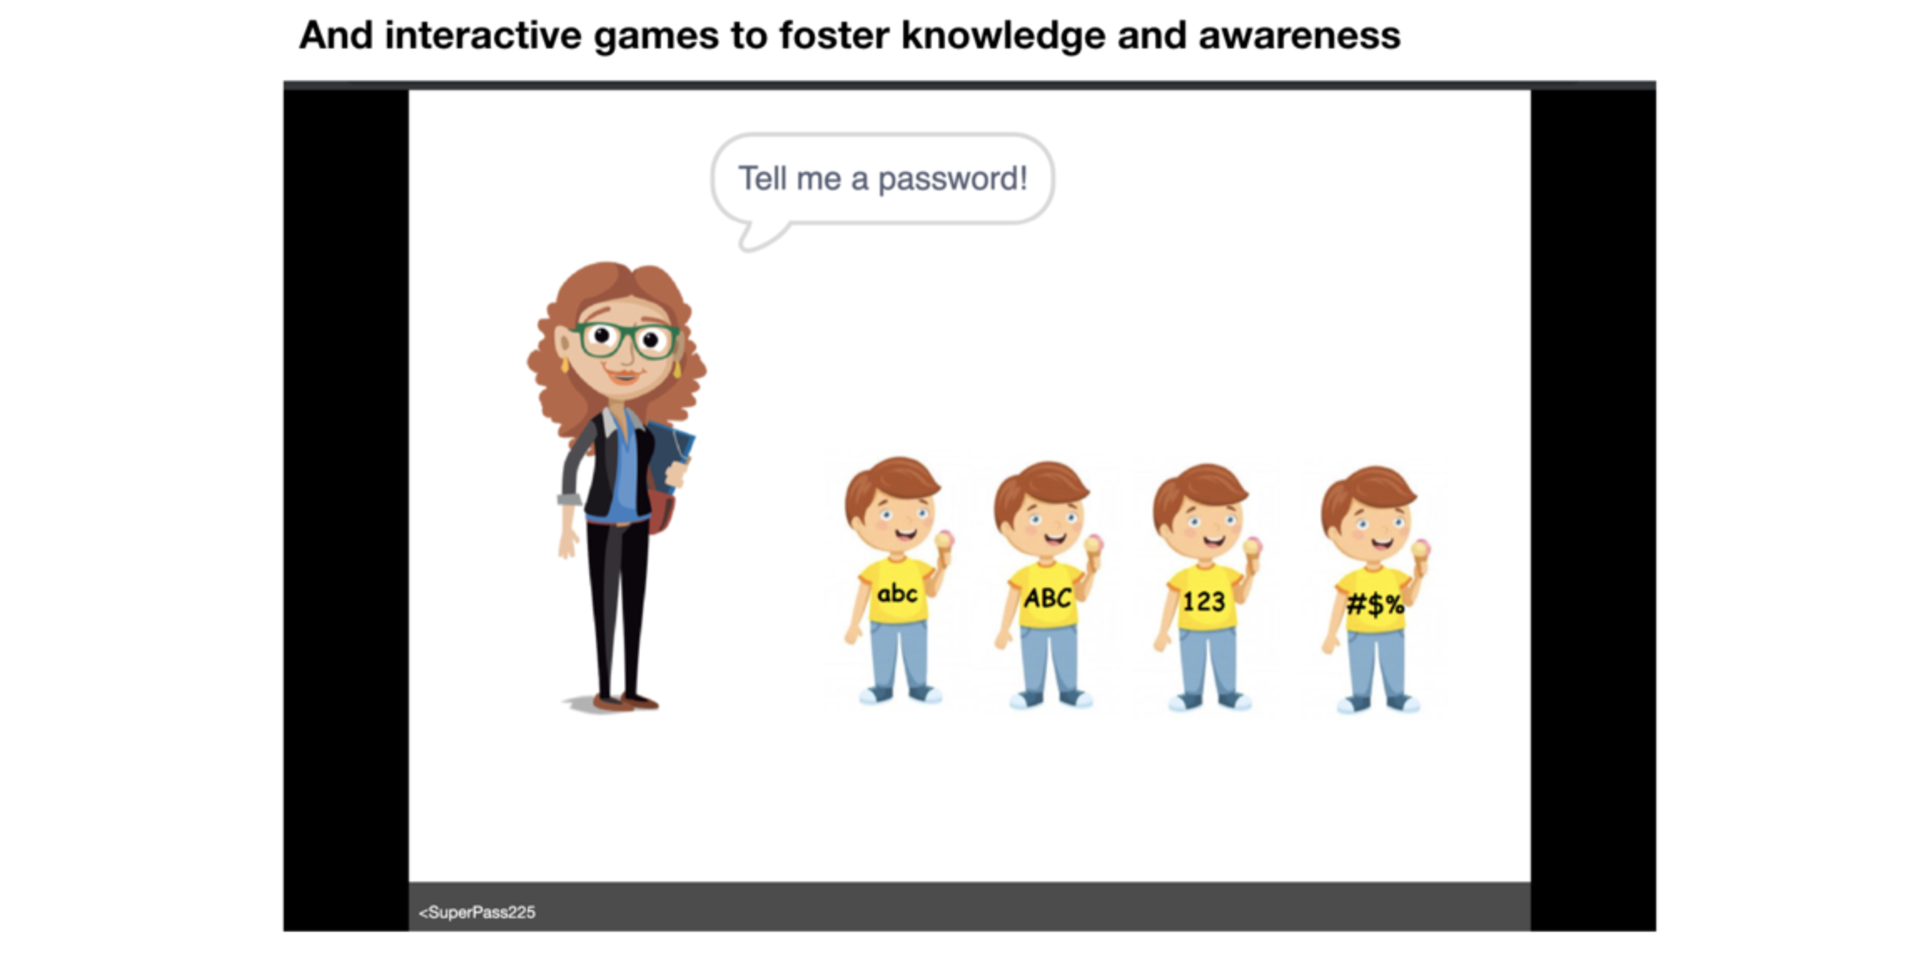 And interactive games to foster knowledge and awareness
Tell me a password!
abc
ABC
123
#$%
<SuperPass225